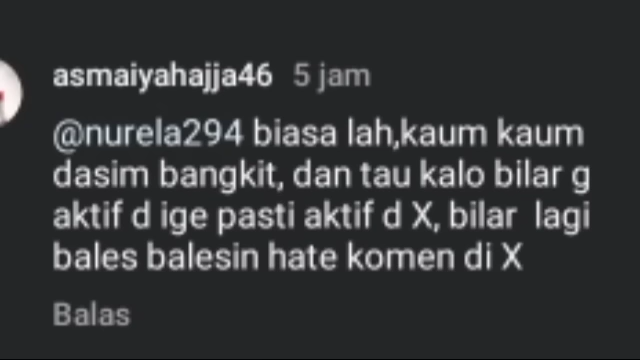 asmaiyahajja46 5 jam
@nurela294 biasa lah,kaum kaum
dasim bangkit, dan tau kalo bilar g
aktif d ige pasti aktif d X, bilar lagi
bales balesin hate komen di X
Balas